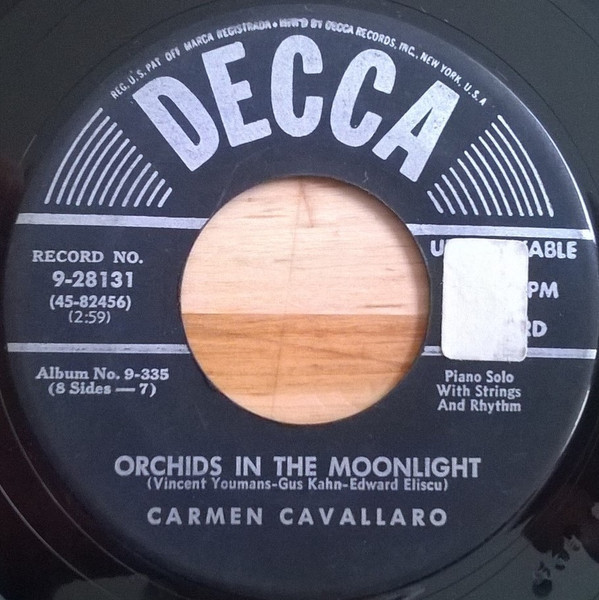 REG. U.S. PAT. OFF. MARCA REGISTRADA • MNF'D BY DECCA RECORDS, INC., NEW YORK, U.S.A.
DECCA
RECORD NO.
9-28131
(45-82456)
(2:59)
PM
Album No. 9-335
(8 Sides — 7)
Piano Solo
With Strings
And Rhythm
ORCHIDS IN THE MOONLIGHT
(Vincent Youmans-Gus Kahn-Edward Eliscu)
CARMEN CAVALLARO